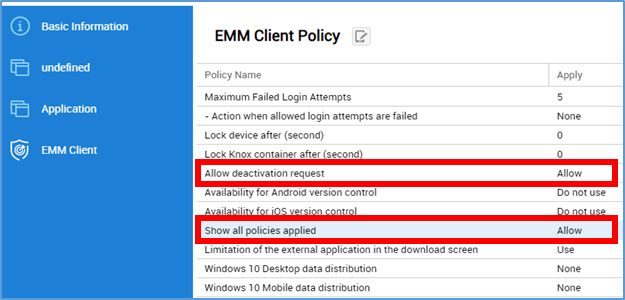 Basic Information
undefined
Application
EMM Client
EMM Client Policy
Policy Name Apply
Maximum Failed Login Attempts 5
- Action when allowed login attempts are failed None
Lock device after (second) 0
Lock Knox container after (second) 0
Allow deactivation request Allow
Availability for Android version control Do not use
Availability for iOS version control Do not use
Show all policies applied Allow
Limitation of the external application in the download screen Use
Windows 10 Desktop data distribution None
Windows 10 Mobile data distribution None